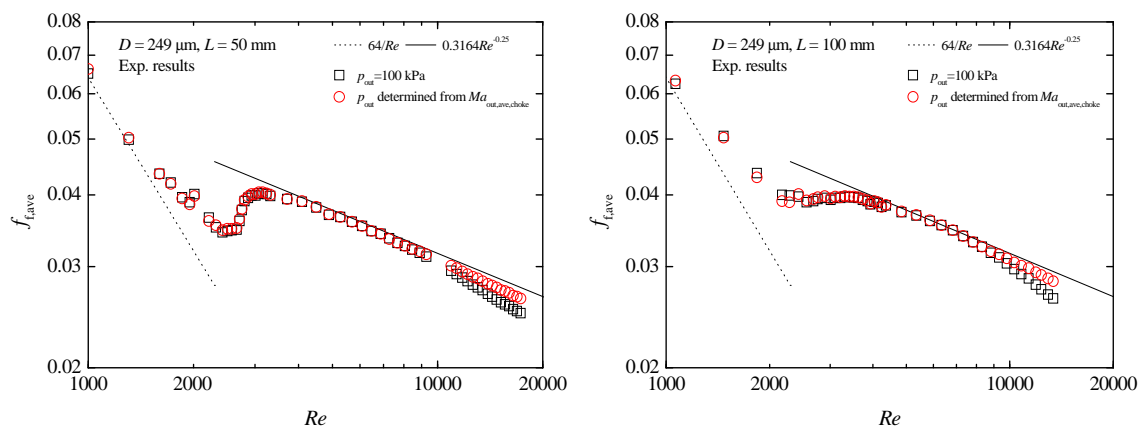 0.08
0.07
0.06
0.05
0.04
0.03
0.02
f_f,ave
D = 249 μm, L = 50 mm
Exp. results
64/Re
0.3164Re^-0.25
p_out=100 kPa
p_out determined from Ma_out,ave,choke
1000
2000
10000
20000
Re
0.08
0.07
0.06
0.05
0.04
0.03
0.02
f_f,ave
D = 249 μm, L = 100 mm
Exp. results
64/Re
0.3164Re^-0.25
p_out=100 kPa
p_out determined from Ma_out,ave,choke
1000
2000
10000
20000
Re